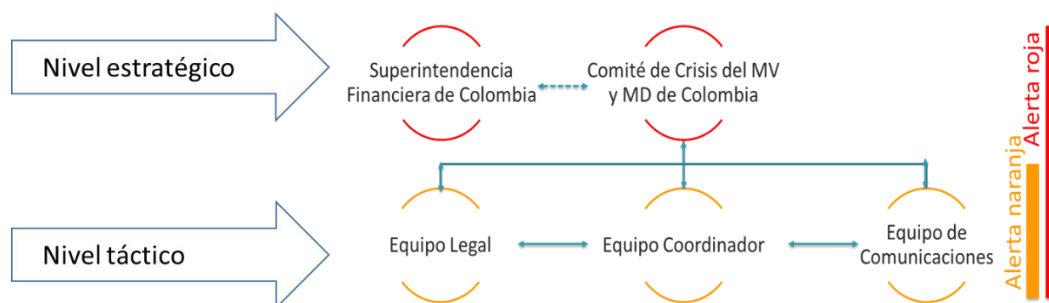 Nivel estratégico
Superintendencia
Financiera de Colombia
Comité de Crisis del MV
y MD de Colombia
Alerta roja
Nivel táctico
Equipo Legal
Equipo Coordinador
Equipo de
Comunicaciones
Alerta naranja